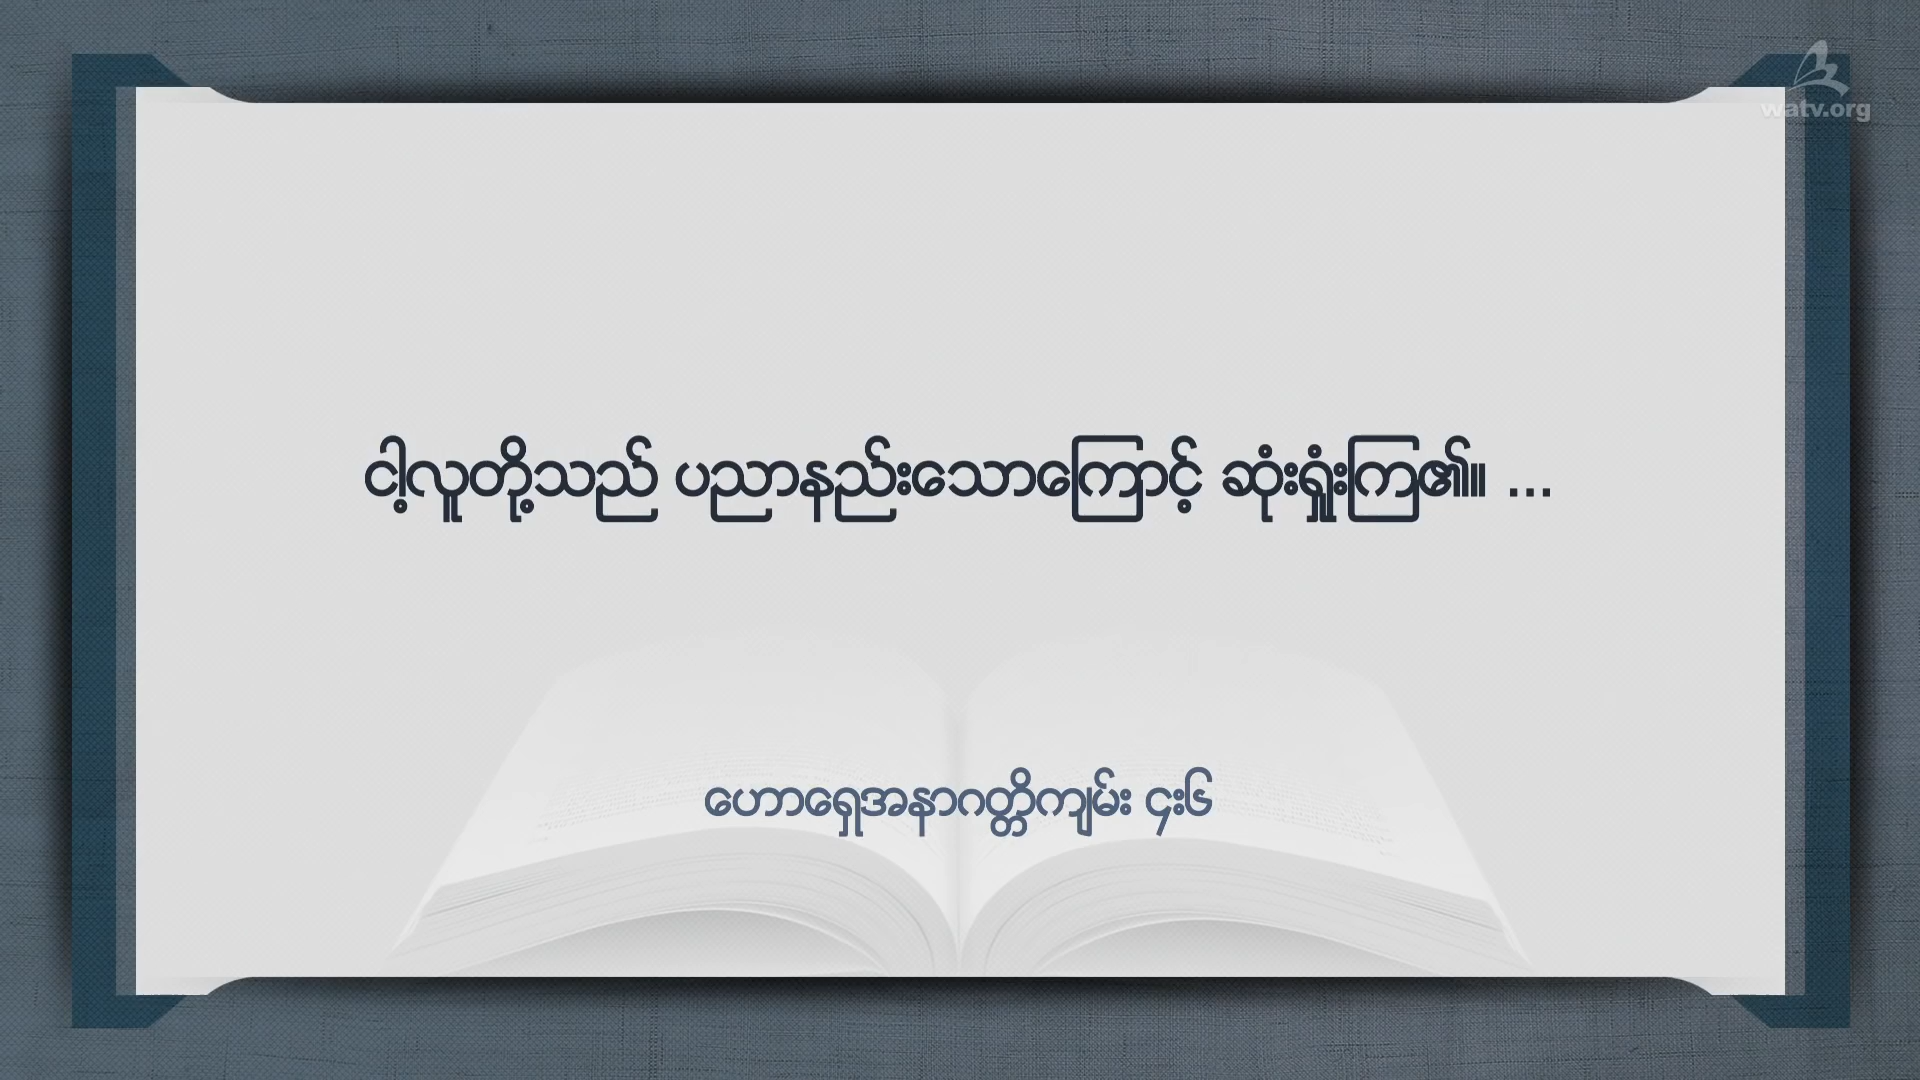 watv.org
ငါ့လူတို့သည် ပညာနည်းသောကြောင့် ဆုံးရှုံးကြ၏။ ...
ဟောရှေအနာဂတ္တိကျမ်း ၄း၆